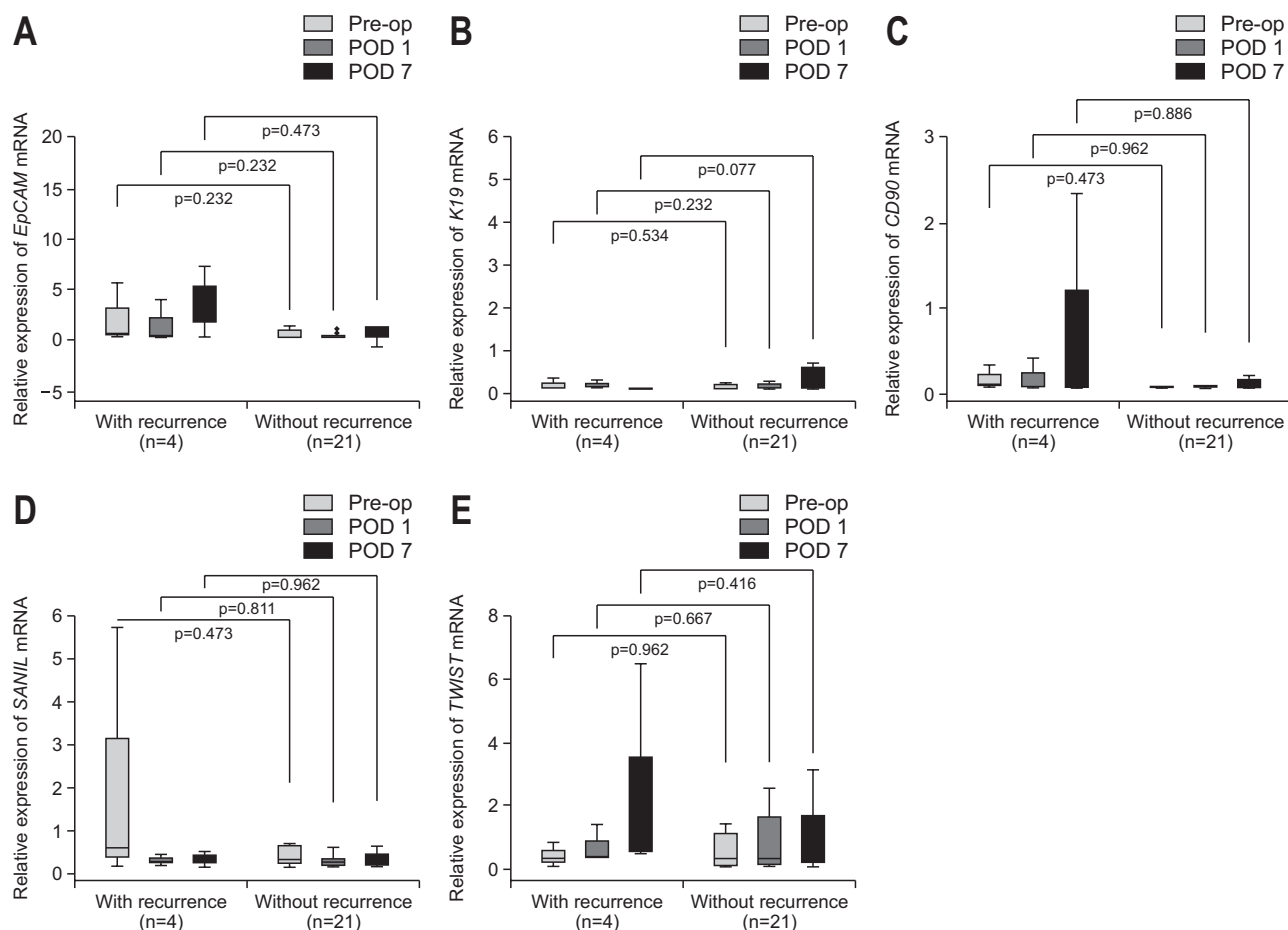 A
Pre-op
POD 1
POD 7
Relative expression of EpCAM mRNA
20
15
10
5
0
−5
p=0.473
p=0.232
p=0.232
With recurrence
(n=4)
Without recurrence
(n=21)
B
Pre-op
POD 1
POD 7
Relative expression of K19 mRNA
6
5
4
3
2
1
0
p=0.077
p=0.232
p=0.534
With recurrence
(n=4)
Without recurrence
(n=21)
C
Pre-op
POD 1
POD 7
Relative expression of CD90 mRNA
3
2
1
0
p=0.886
p=0.962
p=0.473
With recurrence
(n=4)
Without recurrence
(n=21)
D
Pre-op
POD 1
POD 7
Relative expression of SANIL mRNA
6
5
4
3
2
1
0
p=0.962
p=0.811
p=0.473
With recurrence
(n=4)
Without recurrence
(n=21)
E
Pre-op
POD 1
POD 7
Relative expression of TWIST mRNA
8
6
4
2
0
p=0.416
p=0.667
p=0.962
With recurrence
(n=4)
Without recurrence
(n=21)